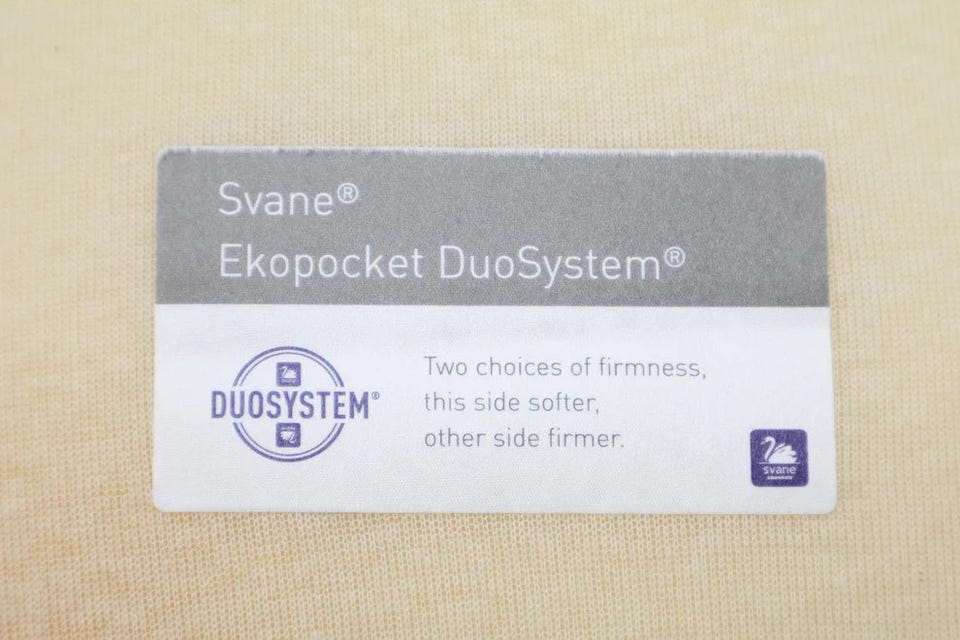 Svane®
Ekopocket DuoSystem®
DUOSYSTEM®
Two choices of firmness,
this side softer,
other side firmer.
svane